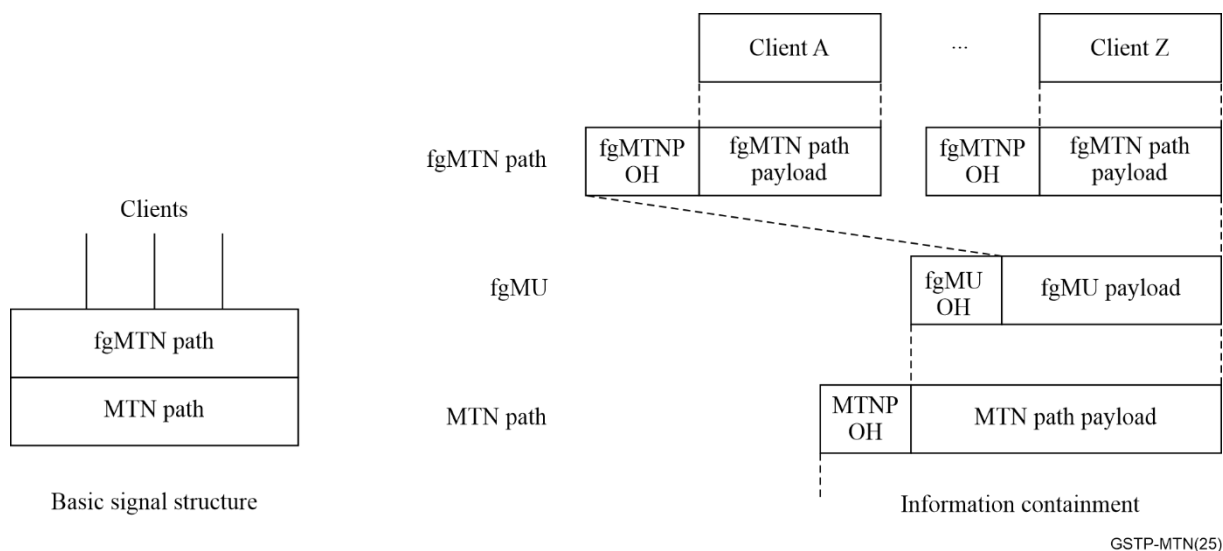 Client A
...
Client Z
fgMTN path
fgMTNP
OH
fgMTN path
payload
fgMTNP
OH
fgMTN path
payload
Clients
fgMU
fgMU
OH
fgMU payload
fgMTN path
MTN path
MTN path
MTNP
OH
MTN path payload
Basic signal structure
Information containment
GSTP-MTN(25)